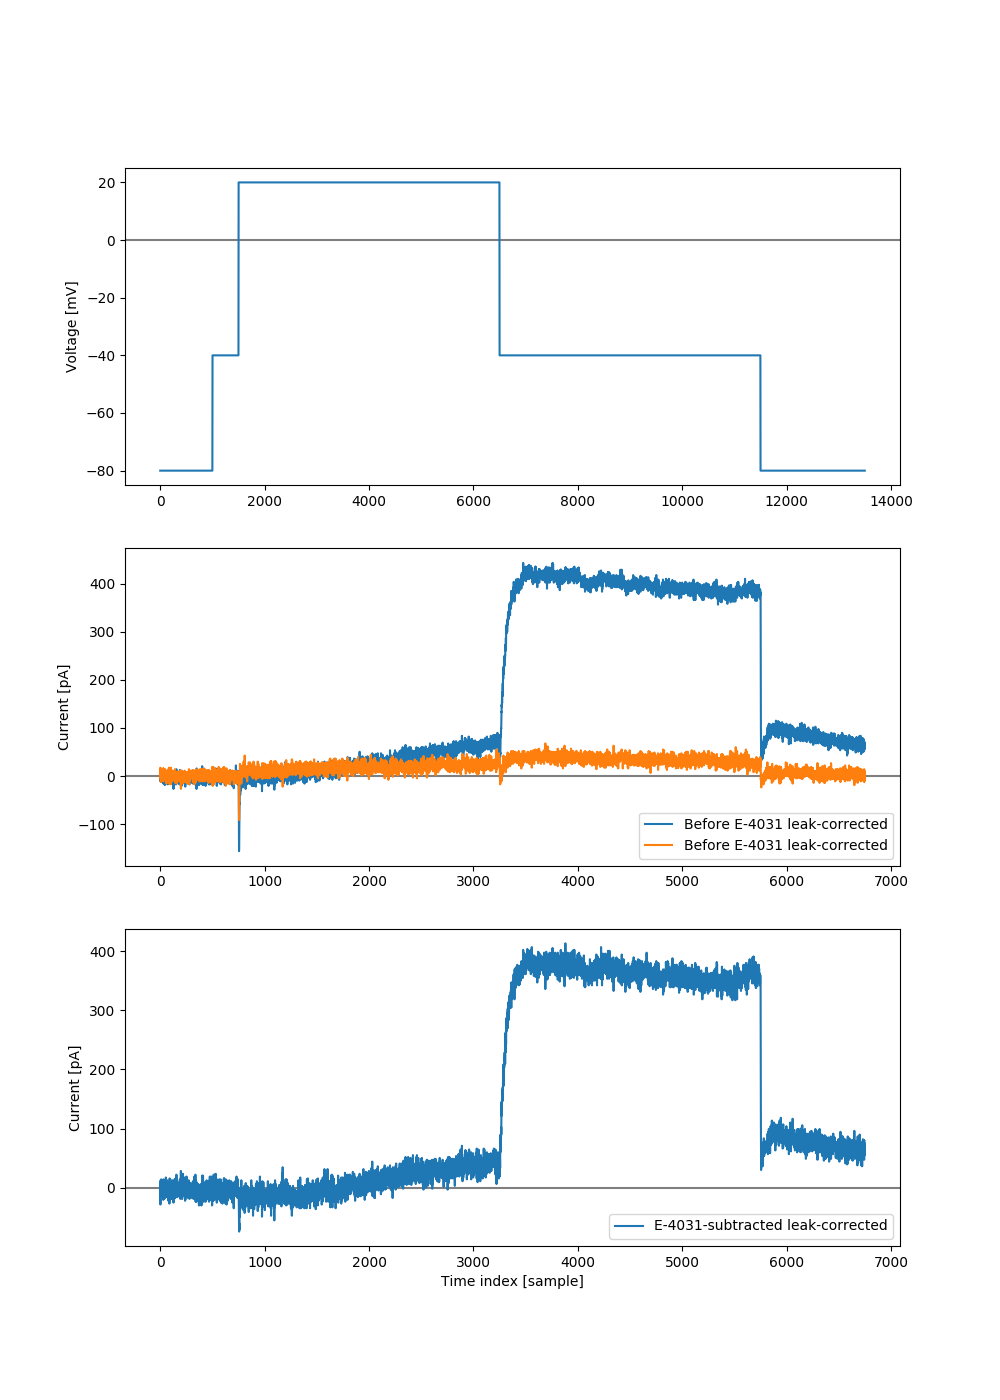 20
0
−20
−40
−60
−80
Voltage [mV]
0 2000 4000 6000 8000 10000 12000 14000
400
300
200
100
0
−100
Current [pA]
Before E-4031 leak-corrected
Before E-4031 leak-corrected
0 1000 2000 3000 4000 5000 6000 7000
400
300
200
100
0
Current [pA]
E-4031-subtracted leak-corrected
0 1000 2000 3000 4000 5000 6000 7000
Time index [sample]